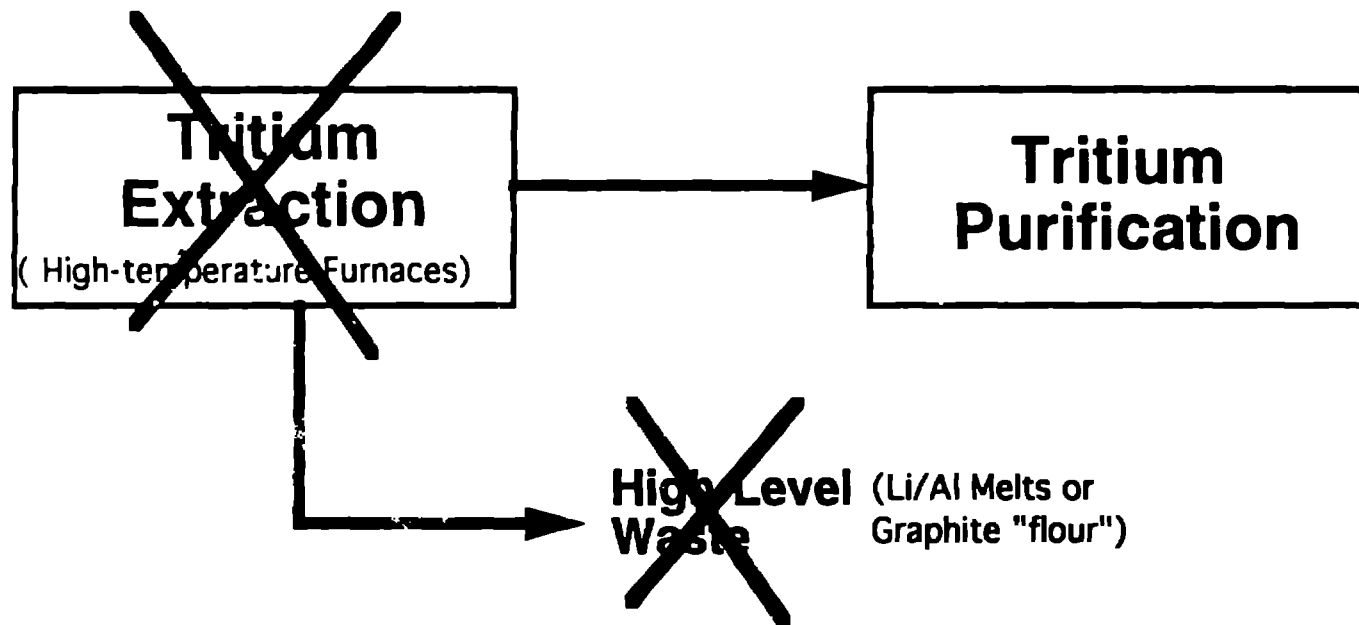 Tritium
Extraction
( High-temperature Furnaces)
Tritium
Purification
High Level
Waste
(Li/Al Melts or
Graphite "flour")